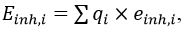 E_{inh,i} = ∑ q_i × e_{inh,i},